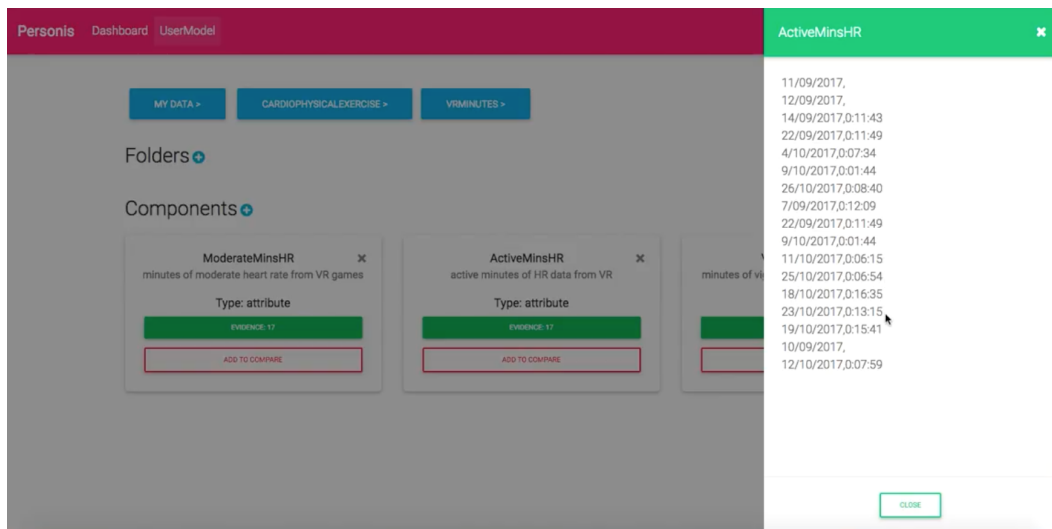 Personis Dashboard UserModel
MY DATA > CARDIOPHYSICALEXERCISE > VRMINUTES >
Folders
Components
ModerateMinsHR
minutes of moderate heart rate from VR games
Type: attribute
EVIDENCE: 17
ADD TO COMPARE
ActiveMinsHR
active minutes of HR data from VR
Type: attribute
EVIDENCE: 17
ADD TO COMPARE
minutes of
ActiveMinsHR
11/09/2017,
12/09/2017,
14/09/2017,0:11:43
22/09/2017,0:11:49
4/10/2017,0:07:34
9/10/2017,0:01:44
26/10/2017,0:08:40
7/09/2017,0:12:09
22/09/2017,0:11:49
9/10/2017,0:01:44
11/10/2017,0:06:15
25/10/2017,0:06:54
18/10/2017,0:16:35
23/10/2017,0:13:15
19/10/2017,0:15:41
10/09/2017,
12/10/2017,0:07:59
CLOSE